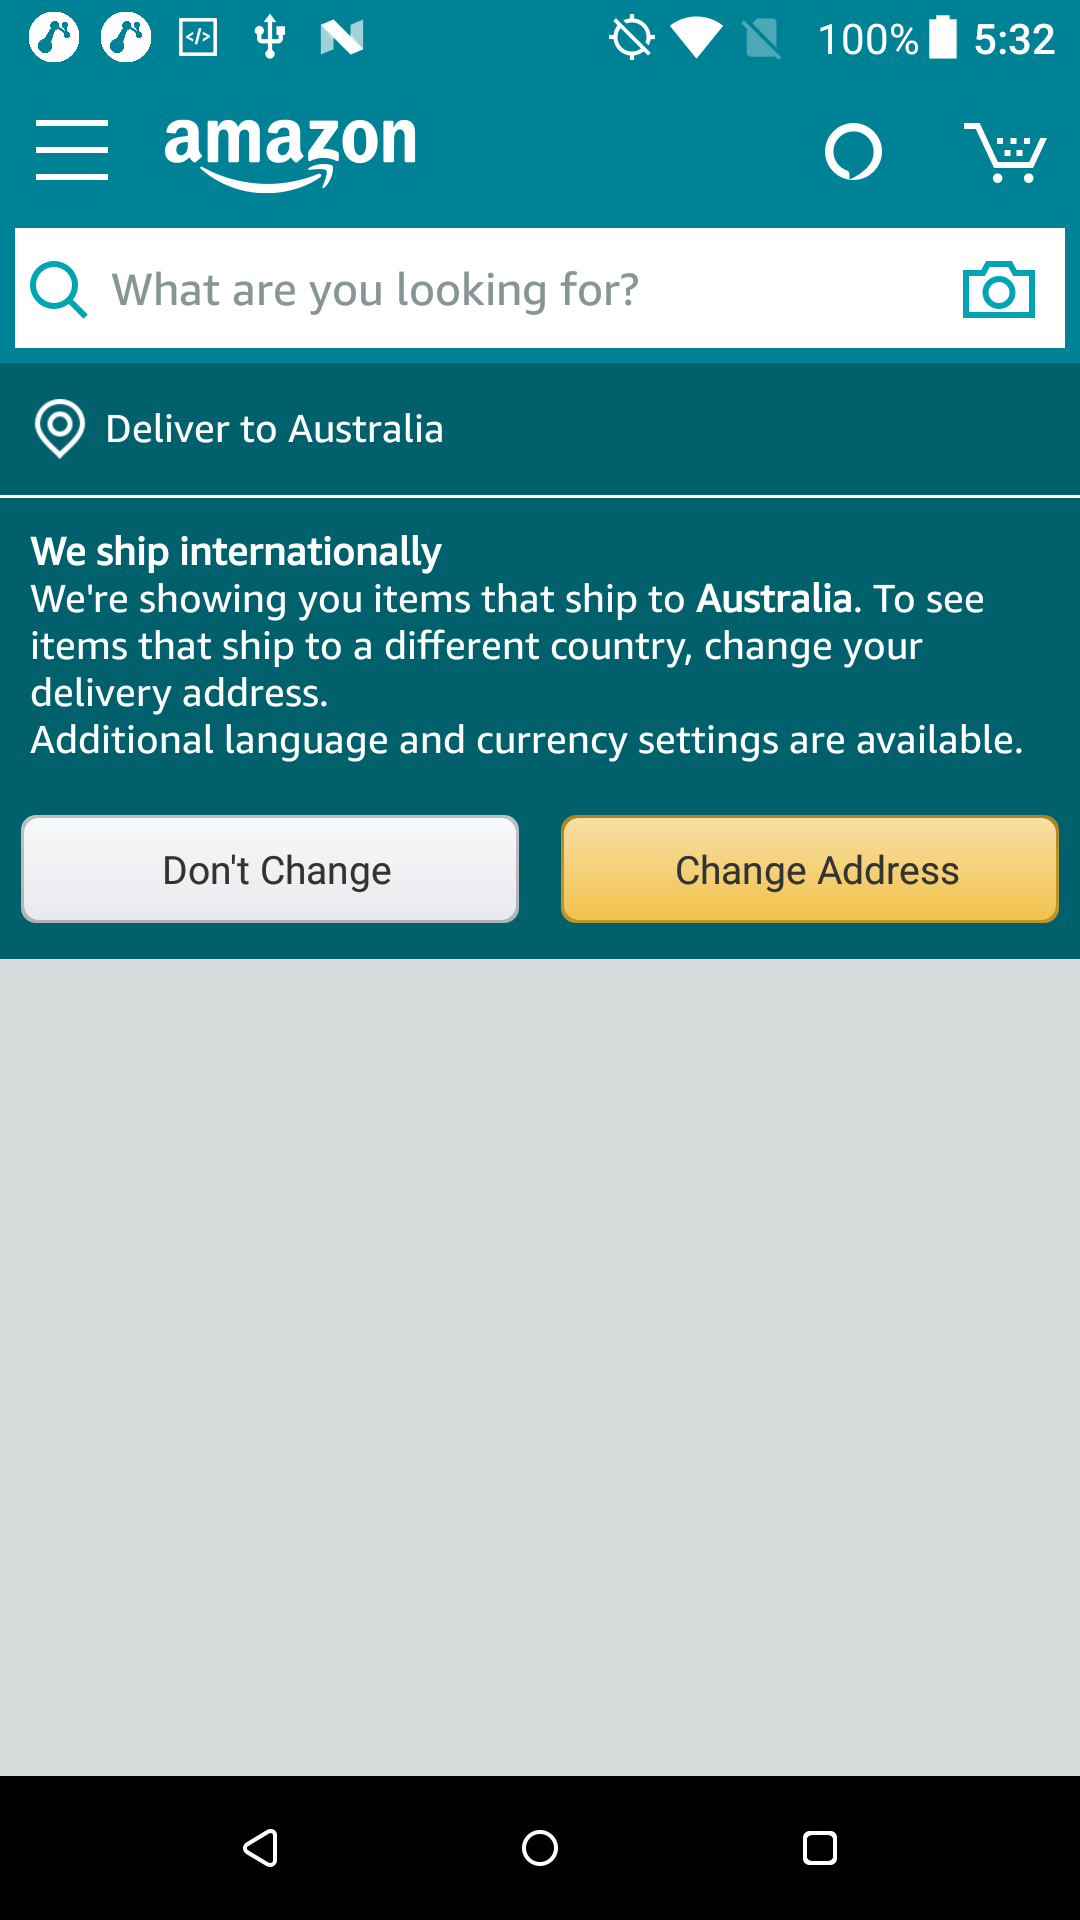 100% 5:32
amazon
What are you looking for?
Deliver to Australia
We ship internationally
We're showing you items that ship to Australia. To see
items that ship to a different country, change your
delivery address.
Additional language and currency settings are available.
Don't Change
Change Address